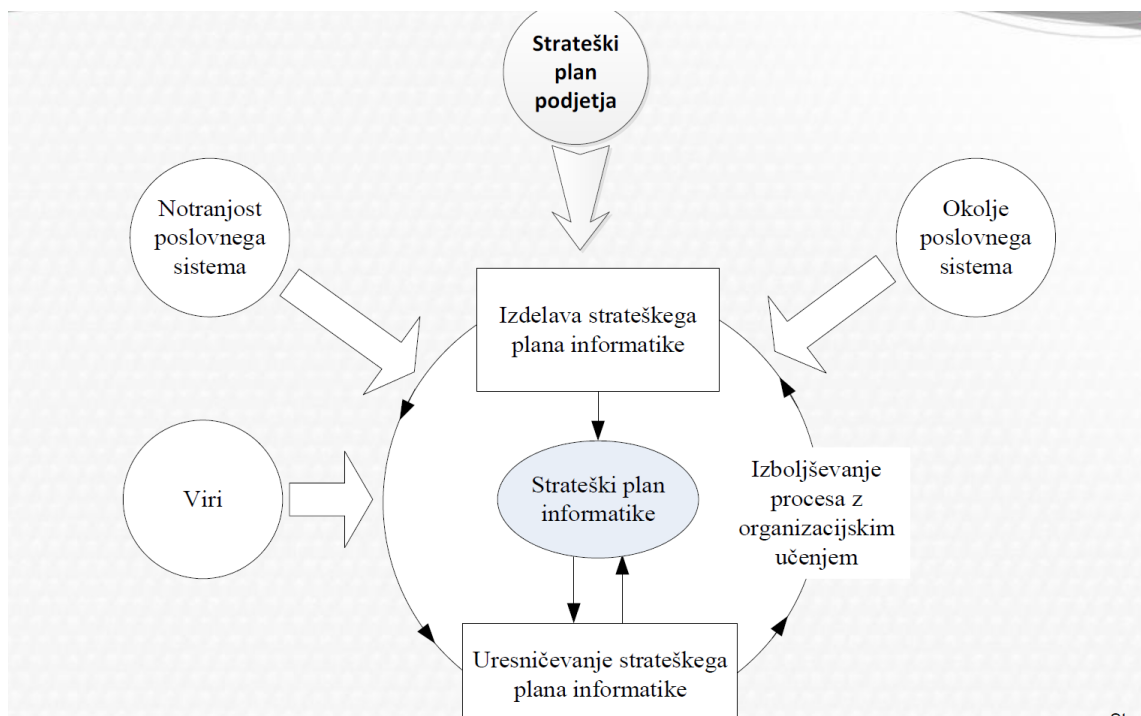 Strateški
plan
podjetja
Notranjost
poslovnega
sistema
Okolje
poslovnega
sistema
Izdelava strateškega
plana informatike
Viri
Strateški plan
informatike
Izboljševanje
procesa z
organizacijskim
učenjem
Uresničevanje strateškega
plana informatike